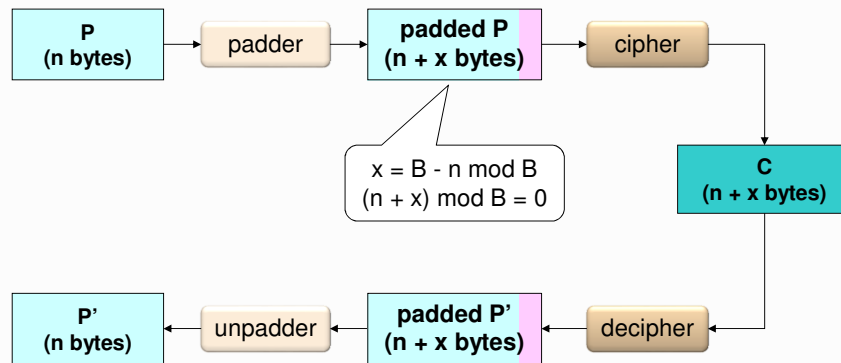 P
(n bytes)
padder
padded P
(n + x bytes)
cipher
x = B - n mod B
(n + x) mod B = 0
C
(n + x bytes)
P’
(n bytes)
unpadder
padded P’
(n + x bytes)
decipher